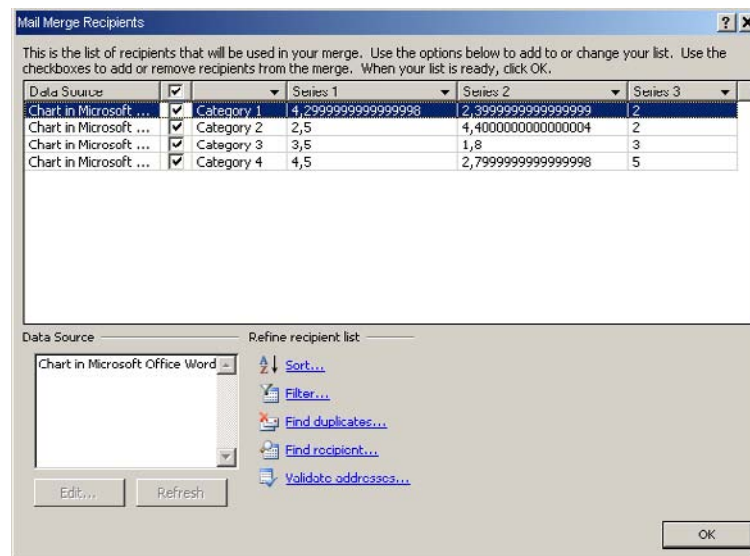 Mail Merge Recipients
This is the list of recipients that will be used in your merge. Use the options below to add to or change your list. Use the
checkboxes to add or remove recipients from the merge. When your list is ready, click OK.
Data Source Series 1 Series 2 Series 3
Chart in Microsoft ... Category 1 4,2999999999999998 2,3999999999999999 2
Chart in Microsoft ... Category 2 2,5 4,4000000000000004 2
Chart in Microsoft ... Category 3 3,5 1,8 3
Chart in Microsoft ... Category 4 4,5 2,7999999999999998 5
Data Source Refine recipient list
Chart in Microsoft Office Word Sort...
Filter...
Find duplicates...
Find recipient...
Validate addresses...
Edit... Refresh
OK